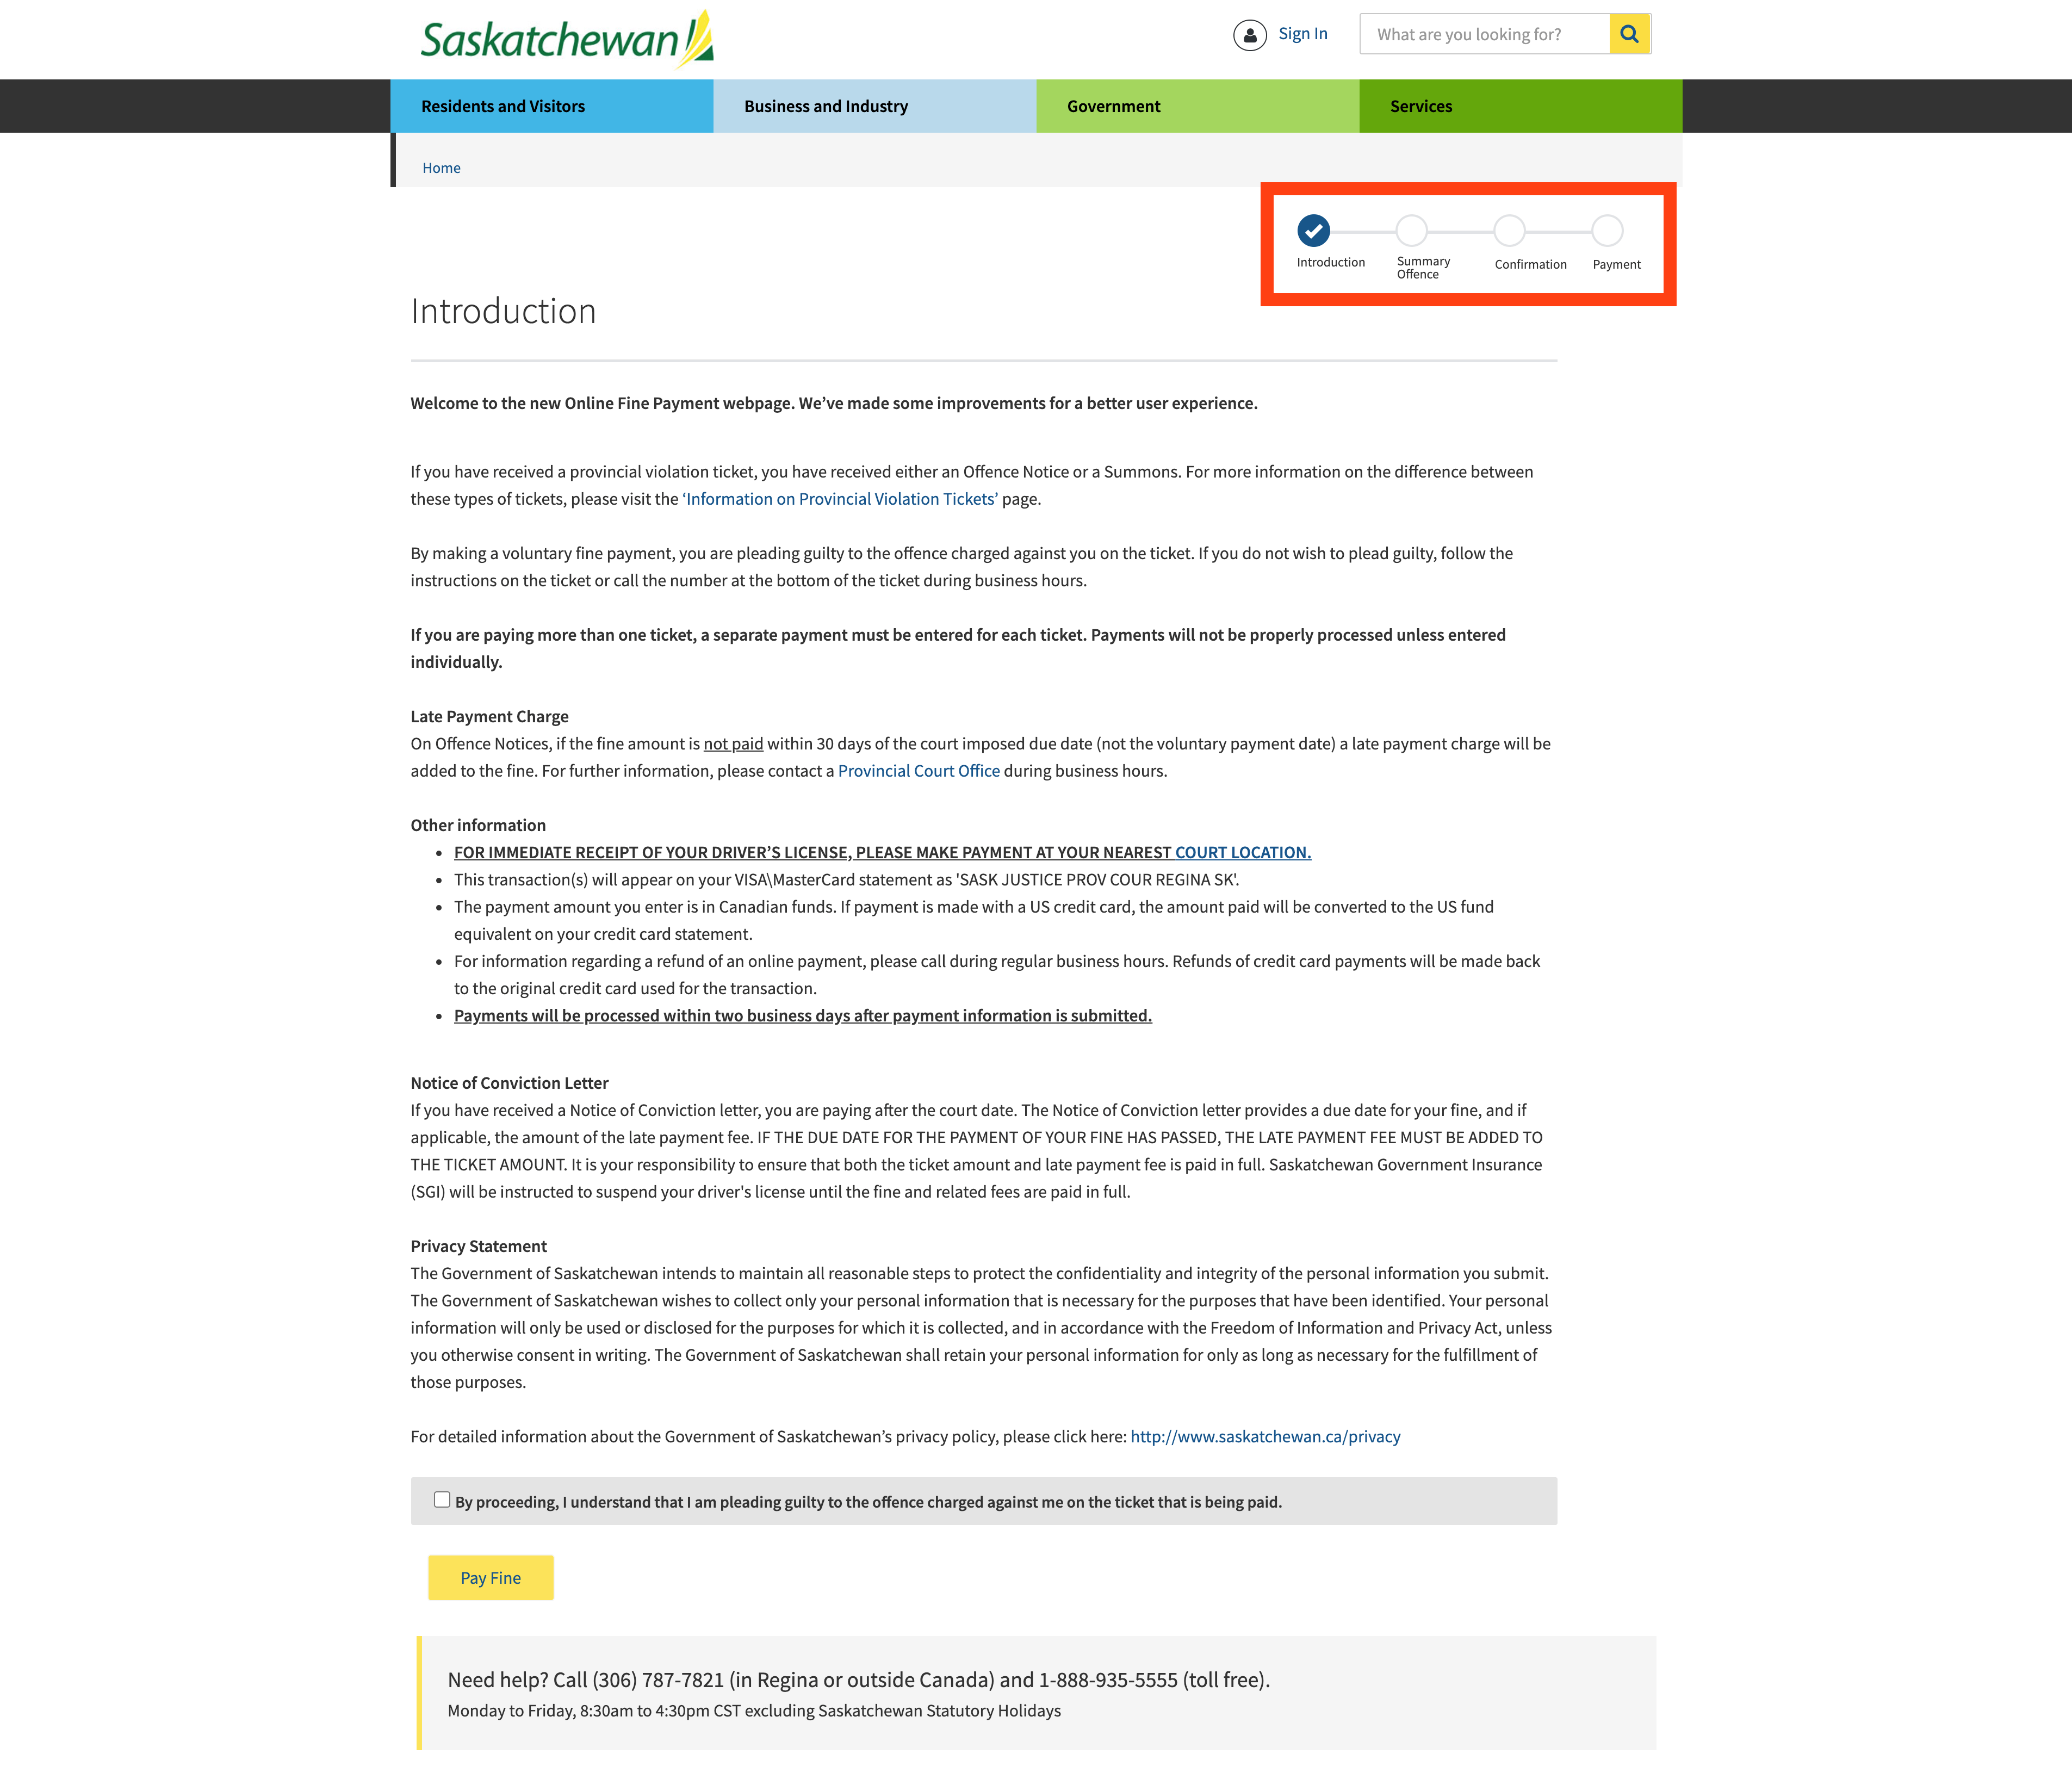 Saskatchewan
Sign In
What are you looking for?
Residents and Visitors
Business and Industry
Government
Services
Home
Introduction
Summary
Offence
Confirmation
Payment
Introduction
Welcome to the new Online Fine Payment webpage. We’ve made some improvements for a better user experience.
If you have received a provincial violation ticket, you have received either an Offence Notice or a Summons. For more information on the difference between
these types of tickets, please visit the ‘Information on Provincial Violation Tickets’ page.
By making a voluntary fine payment, you are pleading guilty to the offence charged against you on the ticket. If you do not wish to plead guilty, follow the
instructions on the ticket or call the number at the bottom of the ticket during business hours.
If you are paying more than one ticket, a separate payment must be entered for each ticket. Payments will not be properly processed unless entered
individually.
Late Payment Charge
On Offence Notices, if the fine amount is not paid within 30 days of the court imposed due date (not the voluntary payment date) a late payment charge will be
added to the fine. For further information, please contact a Provincial Court Office during business hours.
Other information
• FOR IMMEDIATE RECEIPT OF YOUR DRIVER’S LICENSE, PLEASE MAKE PAYMENT AT YOUR NEAREST COURT LOCATION.
• This transaction(s) will appear on your VISA\MasterCard statement as 'SASK JUSTICE PROV COUR REGINA SK'.
• The payment amount you enter is in Canadian funds. If payment is made with a US credit card, the amount paid will be converted to the US fund
equivalent on your credit card statement.
• For information regarding a refund of an online payment, please call during regular business hours. Refunds of credit card payments will be made back
to the original credit card used for the transaction.
• Payments will be processed within two business days after payment information is submitted.
Notice of Conviction Letter
If you have received a Notice of Conviction letter, you are paying after the court date. The Notice of Conviction letter provides a due date for your fine, and if
applicable, the amount of the late payment fee. IF THE DUE DATE FOR THE PAYMENT OF YOUR FINE HAS PASSED, THE LATE PAYMENT FEE MUST BE ADDED TO
THE TICKET AMOUNT. It is your responsibility to ensure that both the ticket amount and late payment fee is paid in full. Saskatchewan Government Insurance
(SGI) will be instructed to suspend your driver's license until the fine and related fees are paid in full.
Privacy Statement
The Government of Saskatchewan intends to maintain all reasonable steps to protect the confidentiality and integrity of the personal information you submit.
The Government of Saskatchewan wishes to collect only your personal information that is necessary for the purposes that have been identified. Your personal
information will only be used or disclosed for the purposes for which it is collected, and in accordance with the Freedom of Information and Privacy Act, unless
you otherwise consent in writing. The Government of Saskatchewan shall retain your personal information for only as long as necessary for the fulfillment of
those purposes.
For detailed information about the Government of Saskatchewan’s privacy policy, please click here: http://www.saskatchewan.ca/privacy
By proceeding, I understand that I am pleading guilty to the offence charged against me on the ticket that is being paid.
Pay Fine
Need help? Call (306) 787-7821 (in Regina or outside Canada) and 1-888-935-5555 (toll free).
Monday to Friday, 8:30am to 4:30pm CST excluding Saskatchewan Statutory Holidays